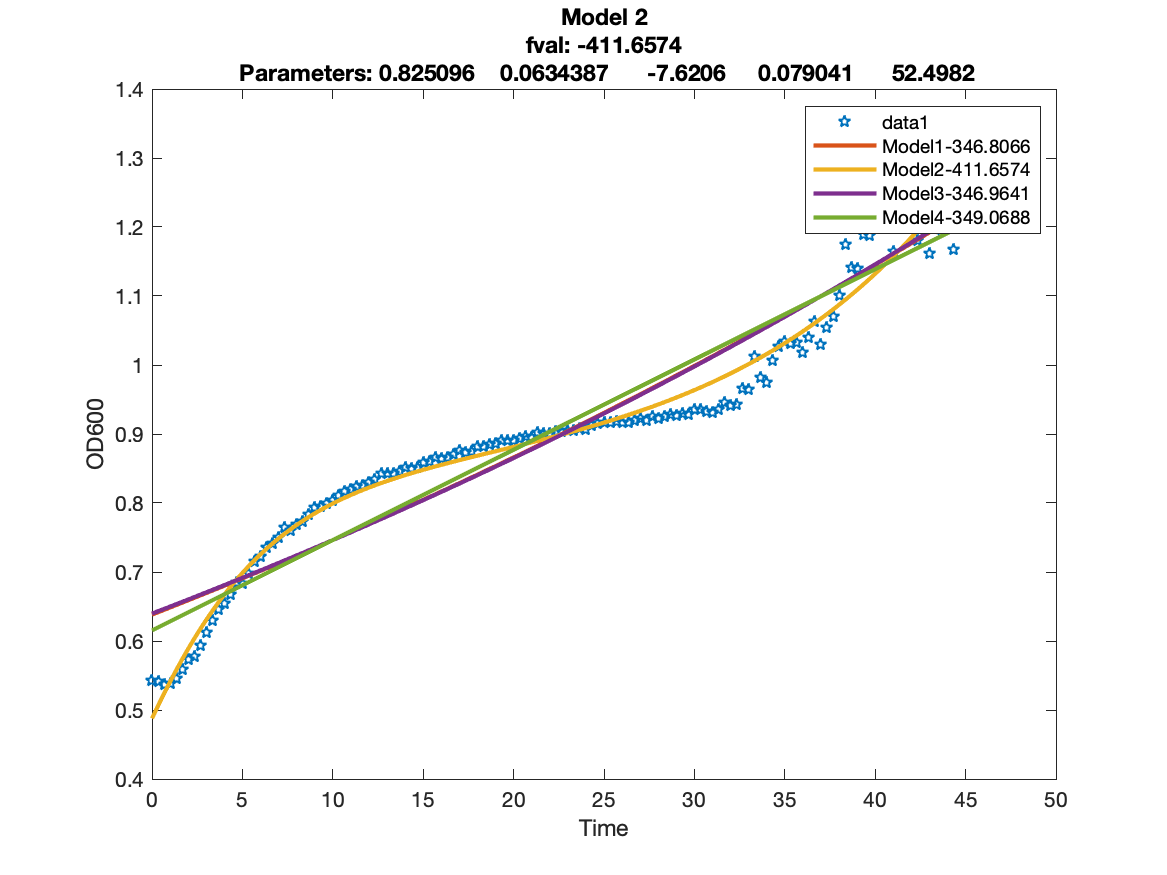 Model 2
fval: -411.6574
Parameters: 0.825096 0.0634387 -7.6206 0.079041 52.4982
1.4
1.3
1.2
1.1
1
0.9
0.8
0.7
0.6
0.5
0.4
OD600
data1
Model1-346.8066
Model2-411.6574
Model3-346.9641
Model4-349.0688
0 5 10 15 20 25 30 35 40 45 50
Time